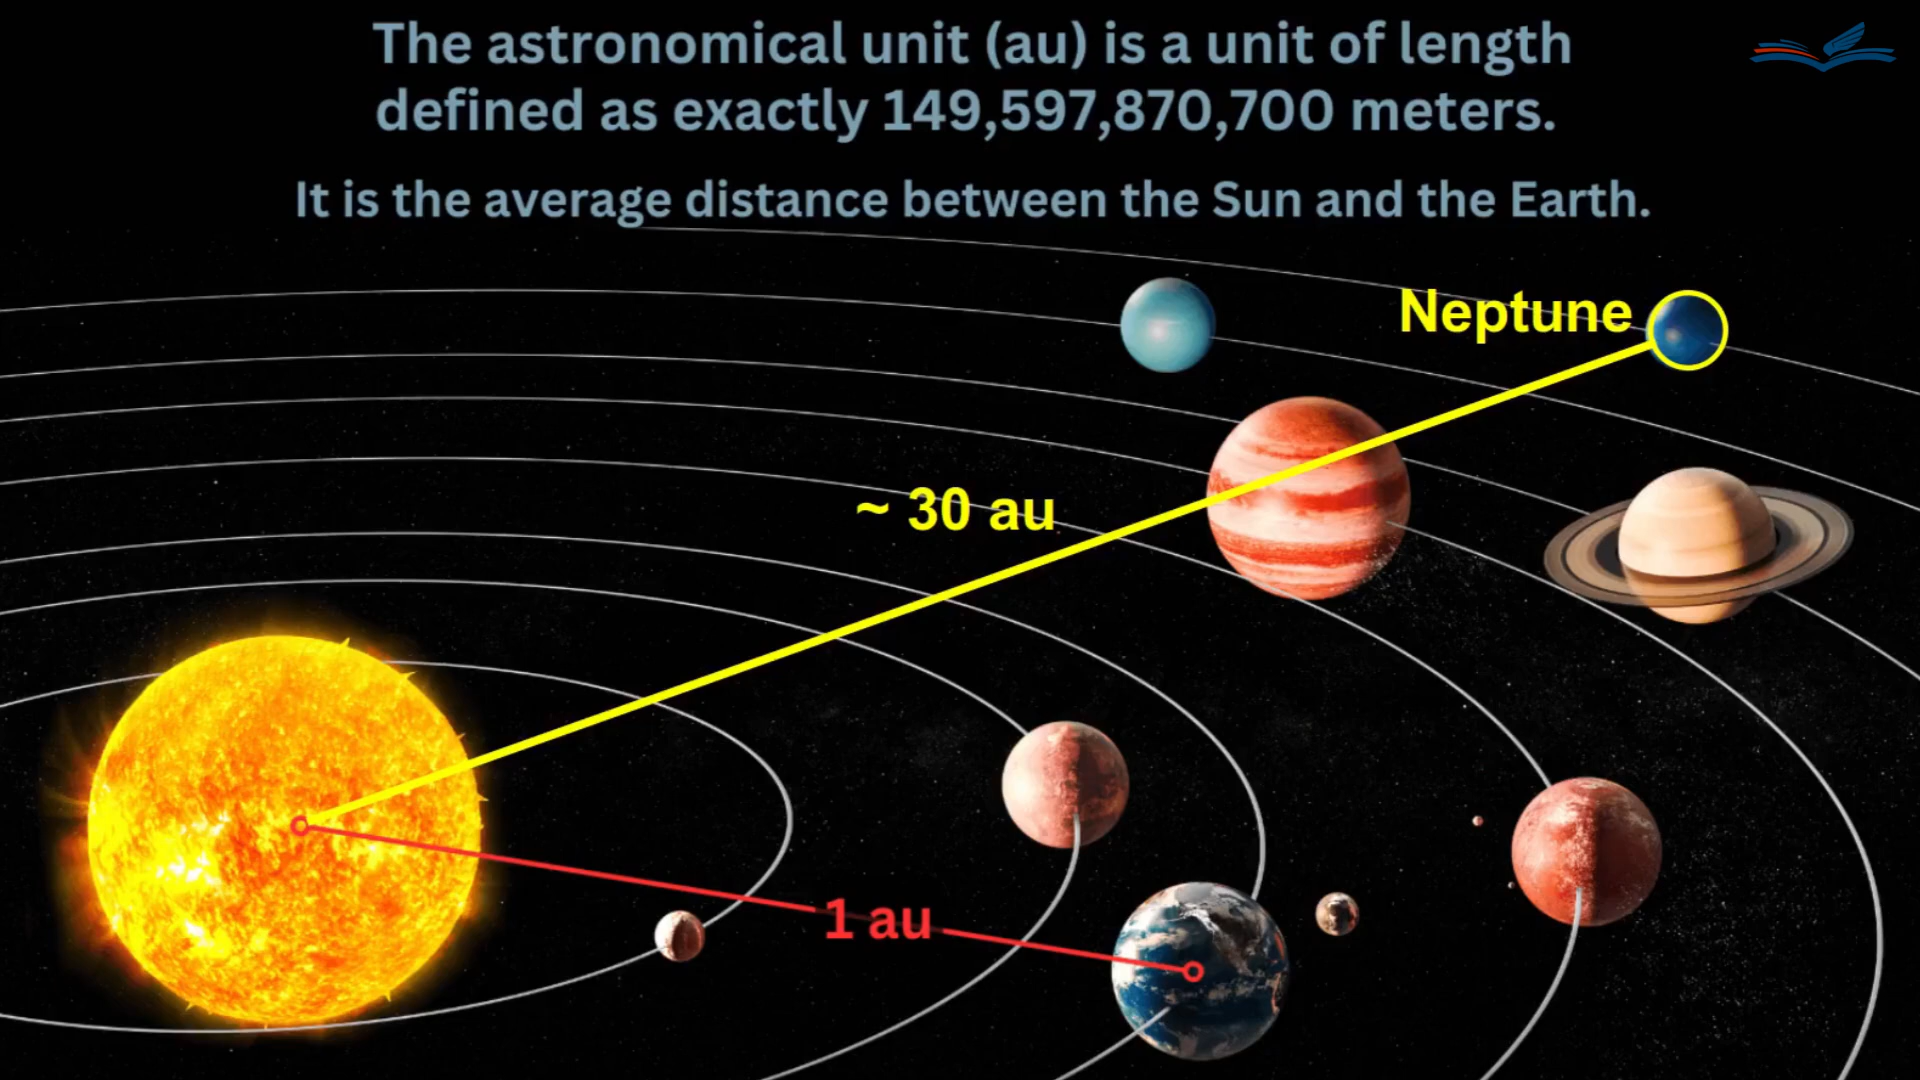 The astronomical unit (au) is a unit of length
defined as exactly 149,597,870,700 meters.
It is the average distance between the Sun and the Earth.
Neptune
~ 30 au
1 au